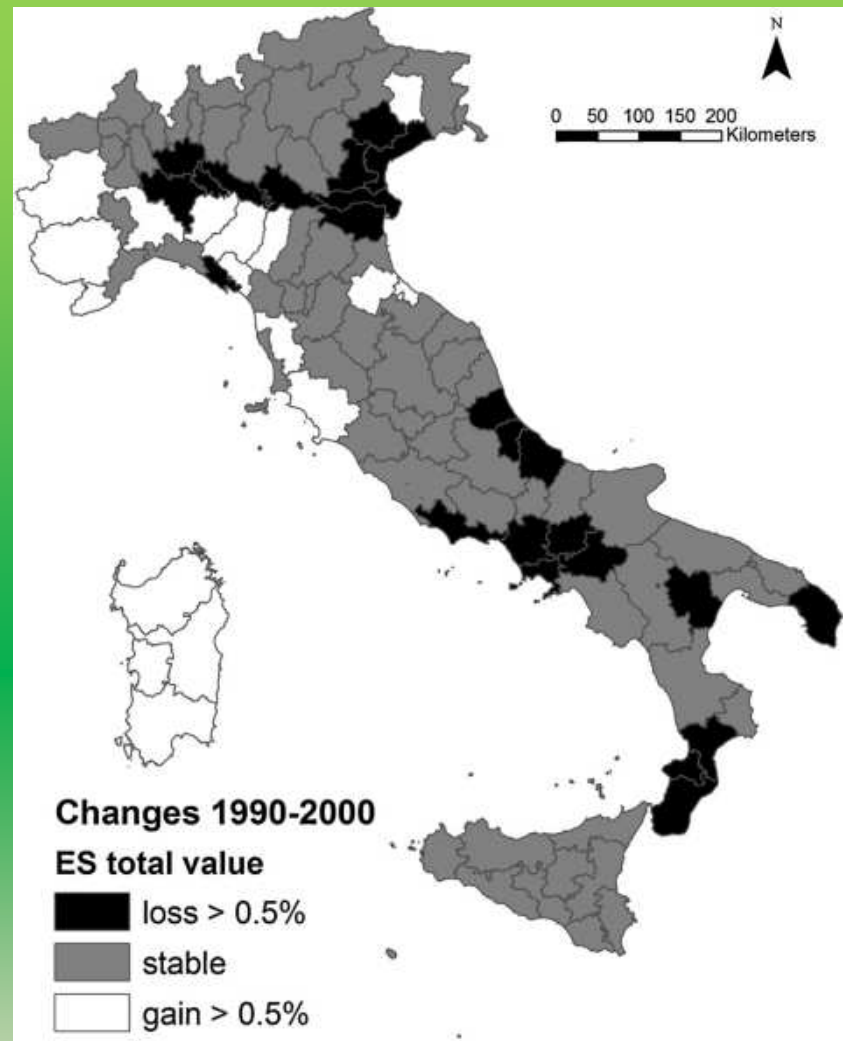 N
0 50 100 150 200
Kilometers
Changes 1990-2000
ES total value
loss > 0.5%
stable
gain > 0.5%